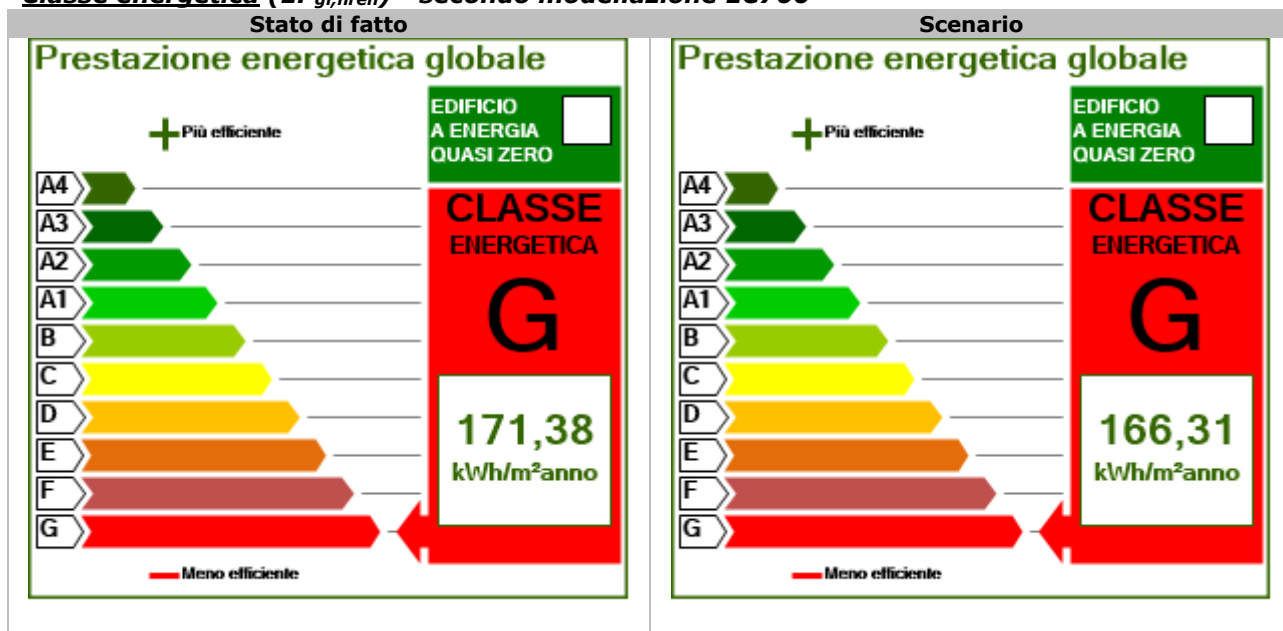 Stato di fatto
Scenario
Prestazione energetica globale
EDIFICIO
A ENERGIA
QUASI ZERO
Più efficiente
A4
A3
A2
A1
B
C
D
E
F
G
CLASSE
ENERGETICA
G
171,38
kWh/m²anno
Meno efficiente
Prestazione energetica globale
EDIFICIO
A ENERGIA
QUASI ZERO
Più efficiente
A4
A3
A2
A1
B
C
D
E
F
G
CLASSE
ENERGETICA
G
166,31
kWh/m²anno
Meno efficiente